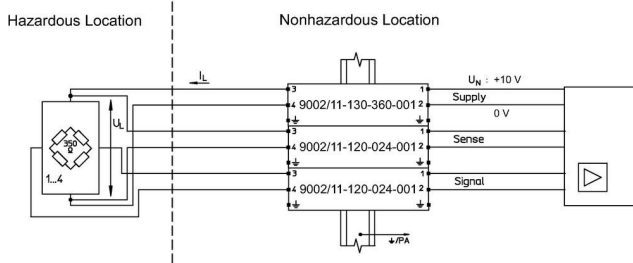 Hazardous Location
Nonhazardous Location
I_L
U_N : +10 V
3 1
9002/11-130-360-001
4 2
Supply
0 V
U_L
350
Ω
1...4
3 1
9002/11-120-024-001
4 2
Sense
3 1
9002/11-120-024-001
4 2
Signal
⏚/PA